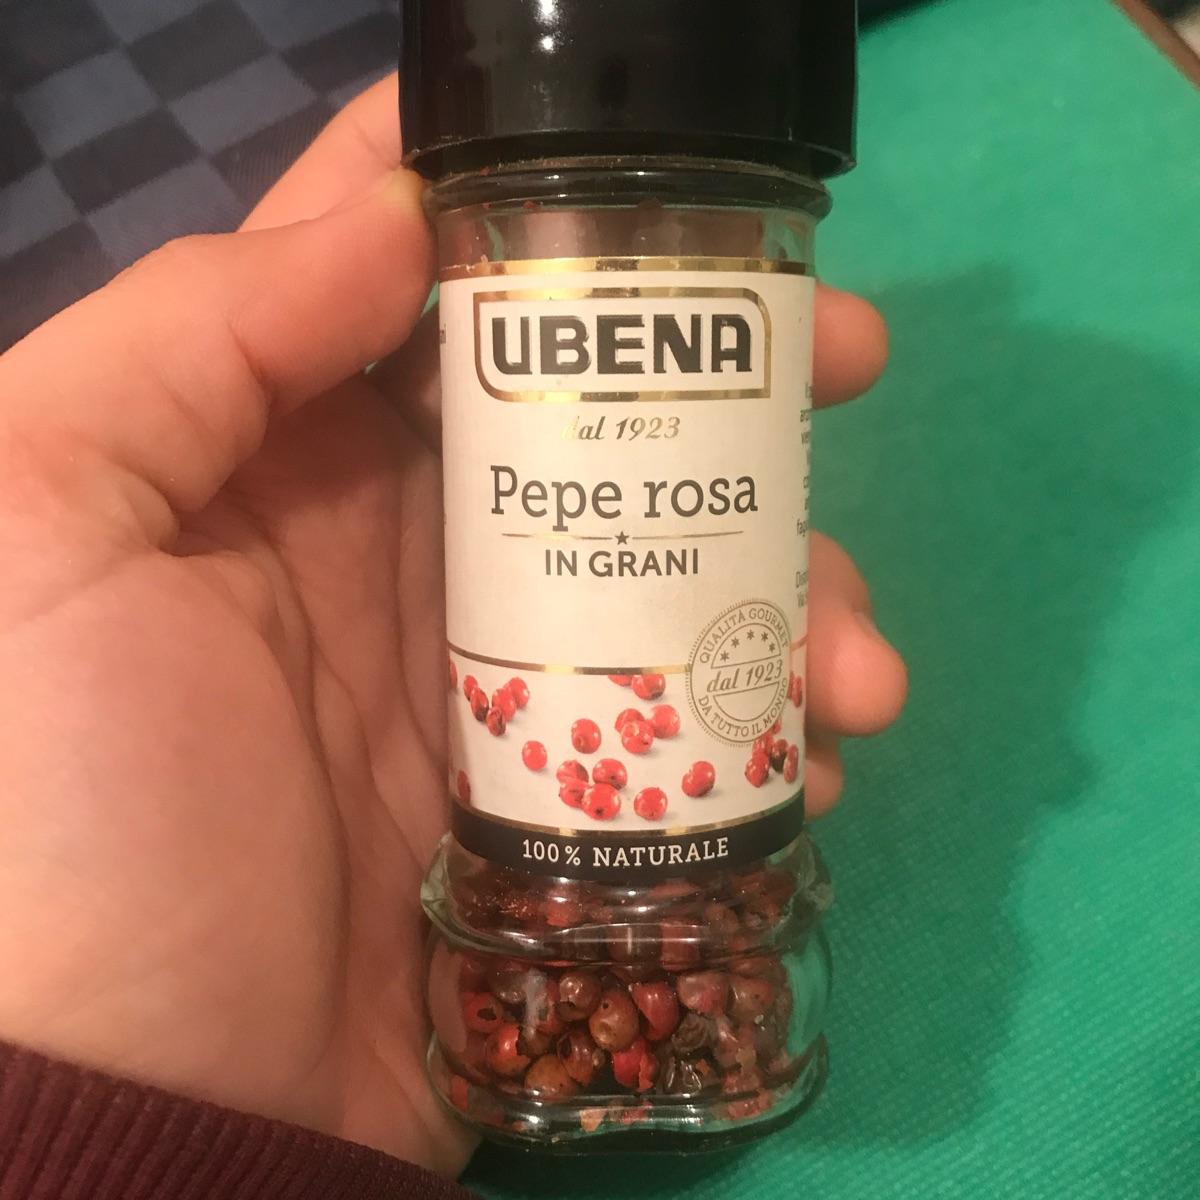 UBENA
dal 1923
Pepe rosa
IN GRANI
QUALITÀ GOURMET
dal 1923
DA TUTTO IL MONDO
100% NATURALE